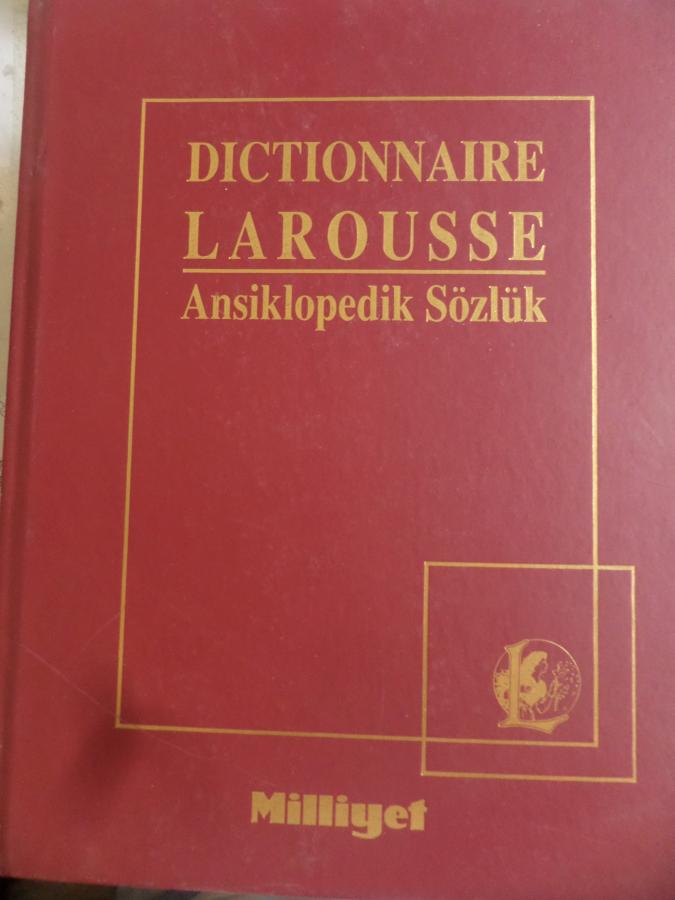 DICTIONNAIRE
LAROUSSE
Ansiklopedik Sözlük
L
Milliyet